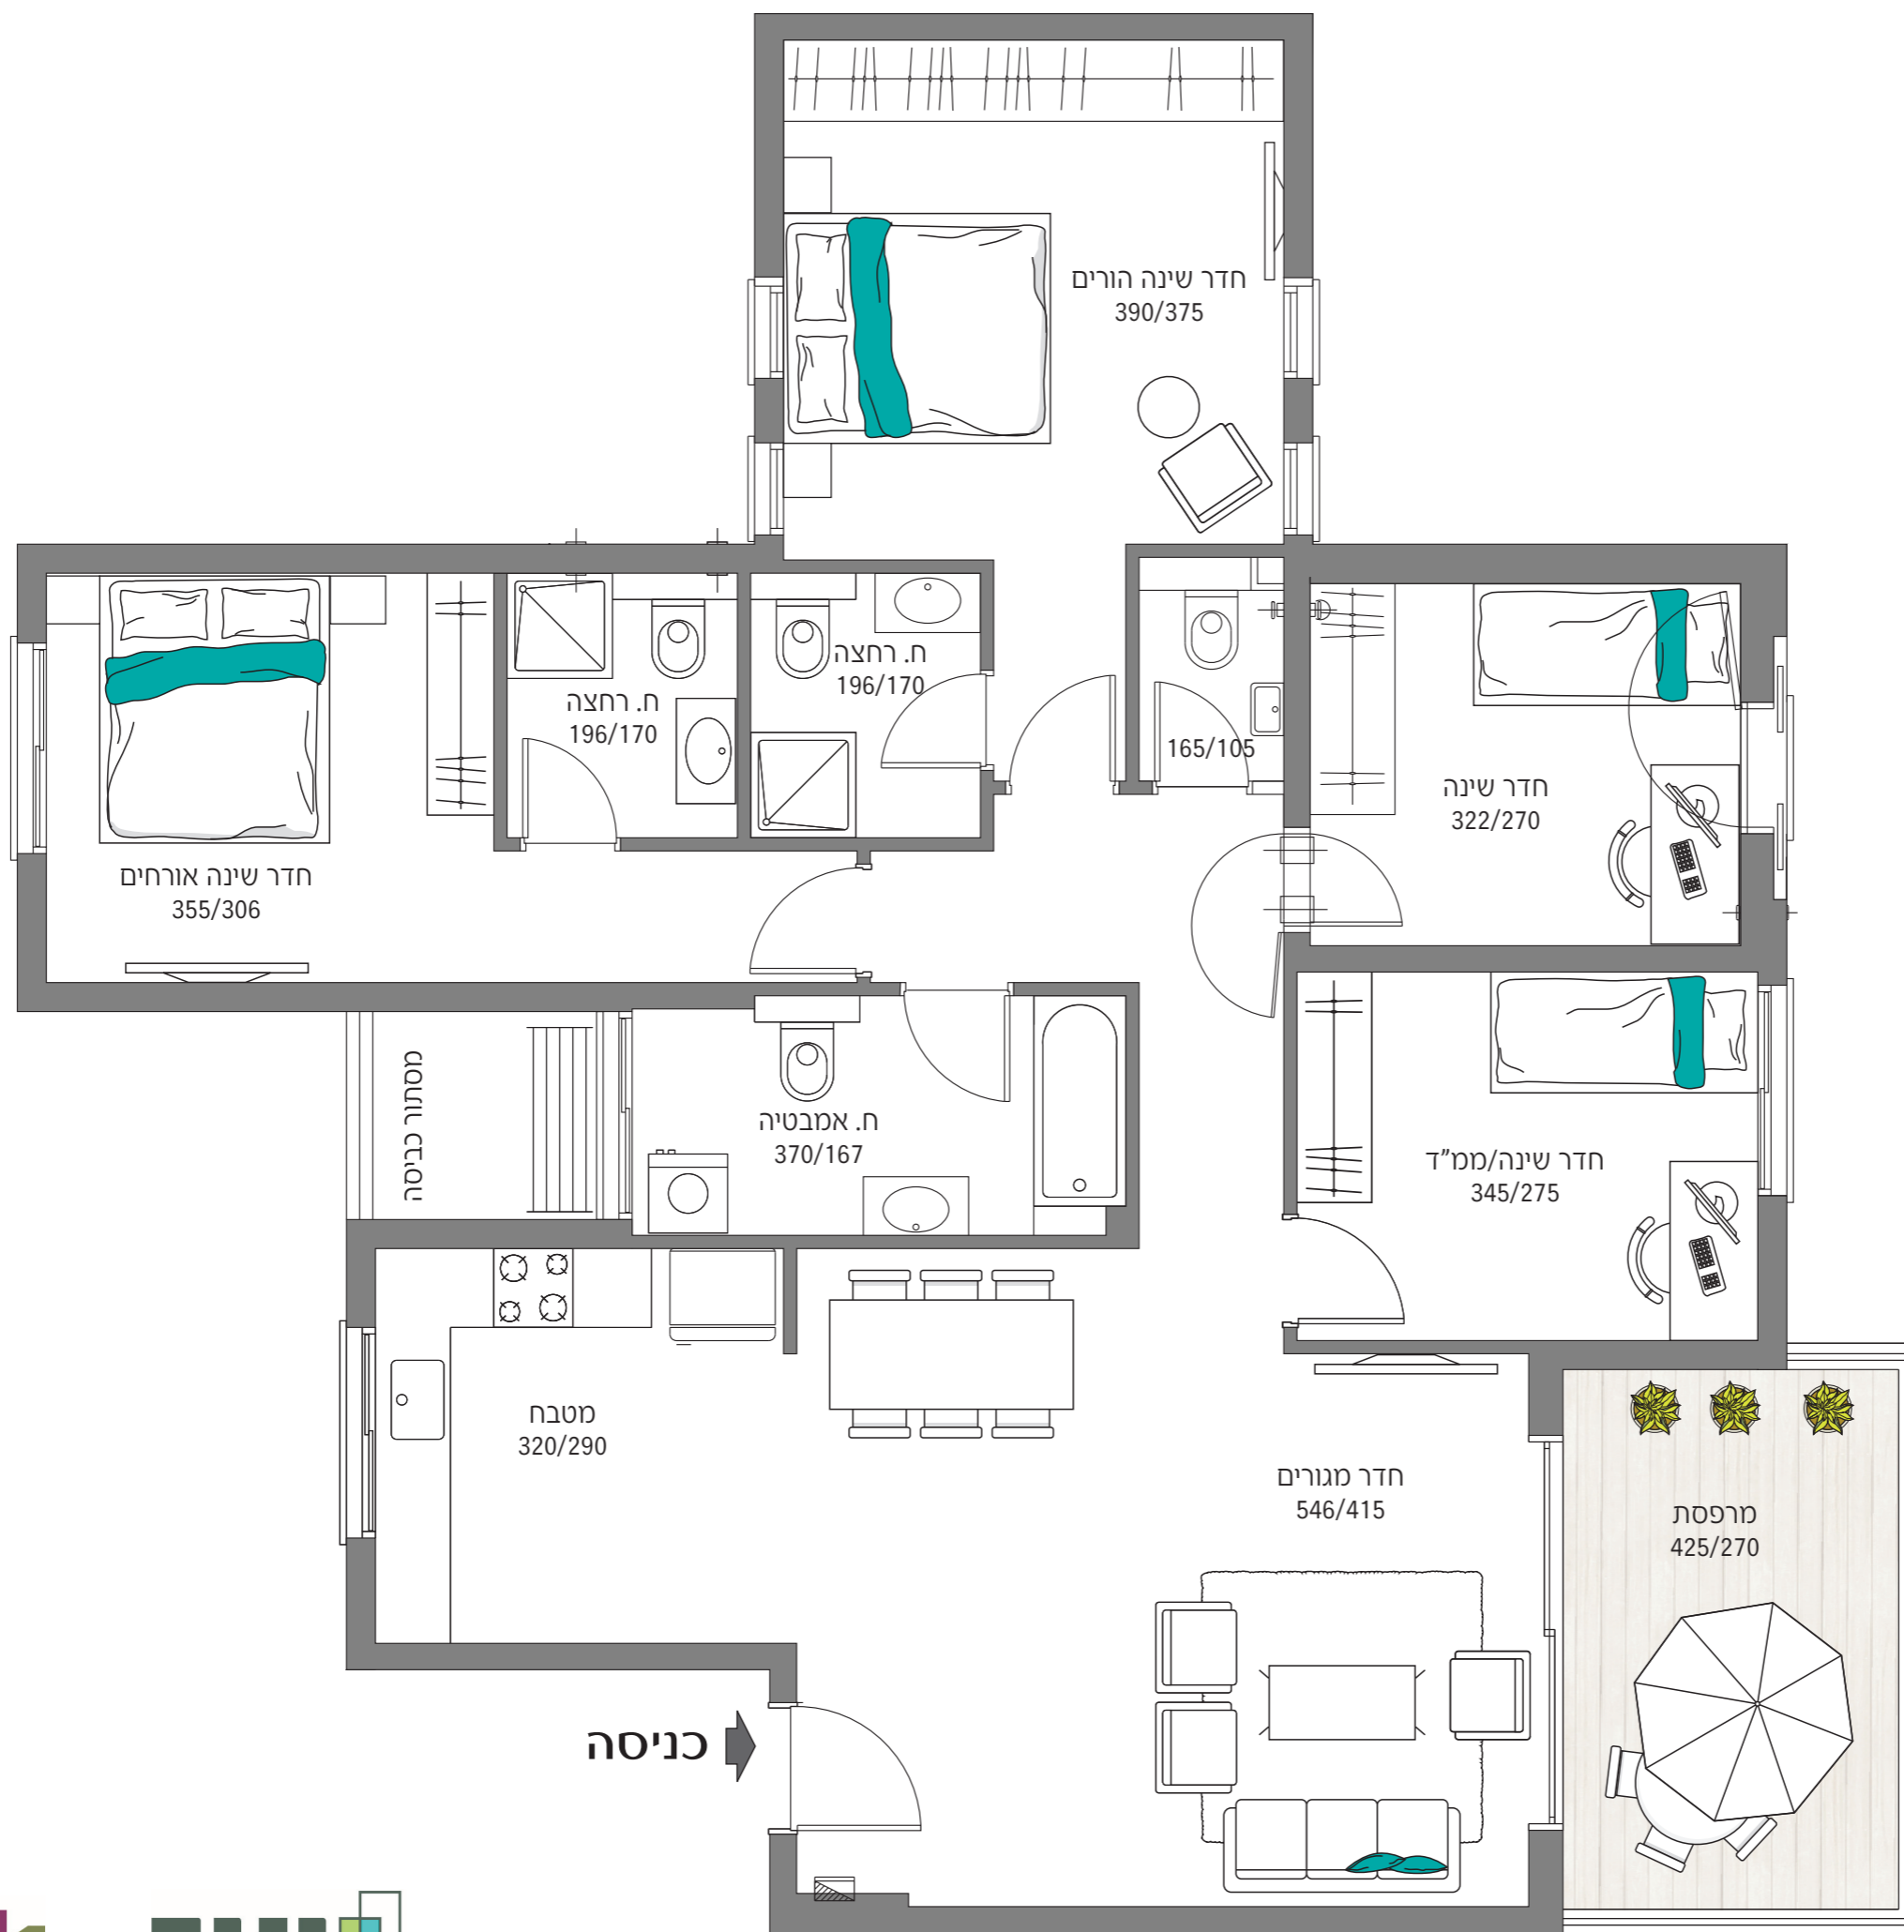 חדר שינה הורים
390/375
ח. רחצה
196/170
ח. רחצה
196/170
165/105
חדר שינה
322/270
חדר שינה אורחים
355/306
מסתור כביסה
ח. אמבטיה
370/167
חדר שינה/ממ"ד
345/275
מטבח
320/290
חדר מגורים
546/415
מרפסת
425/270
כניסה